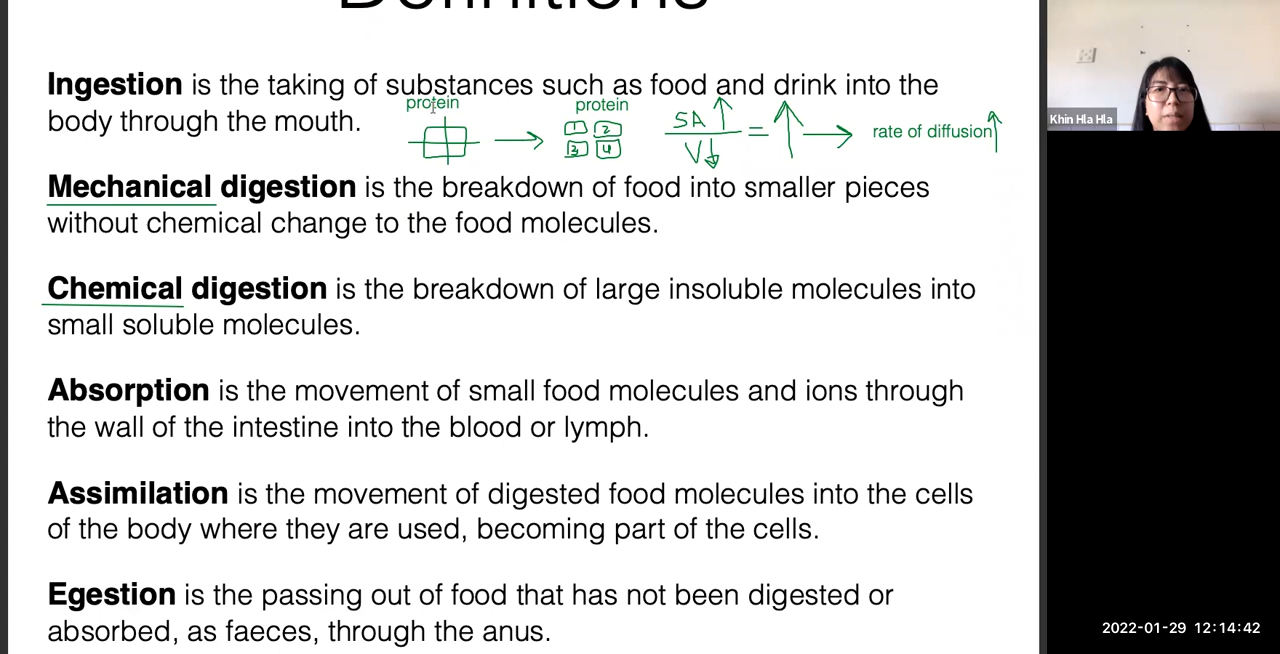 Definitions
Ingestion is the taking of substances such as food and drink into the
protein
protein
SA↑
V↓
= ↑ → rate of diffusion↑
1 2
3 4
body through the mouth.
Mechanical digestion is the breakdown of food into smaller pieces
without chemical change to the food molecules.
Chemical digestion is the breakdown of large insoluble molecules into
small soluble molecules.
Absorption is the movement of small food molecules and ions through
the wall of the intestine into the blood or lymph.
Assimilation is the movement of digested food molecules into the cells
of the body where they are used, becoming part of the cells.
Egestion is the passing out of food that has not been digested or
absorbed, as faeces, through the anus.
Khin Hla Hla
2022-01-29 12:14:42